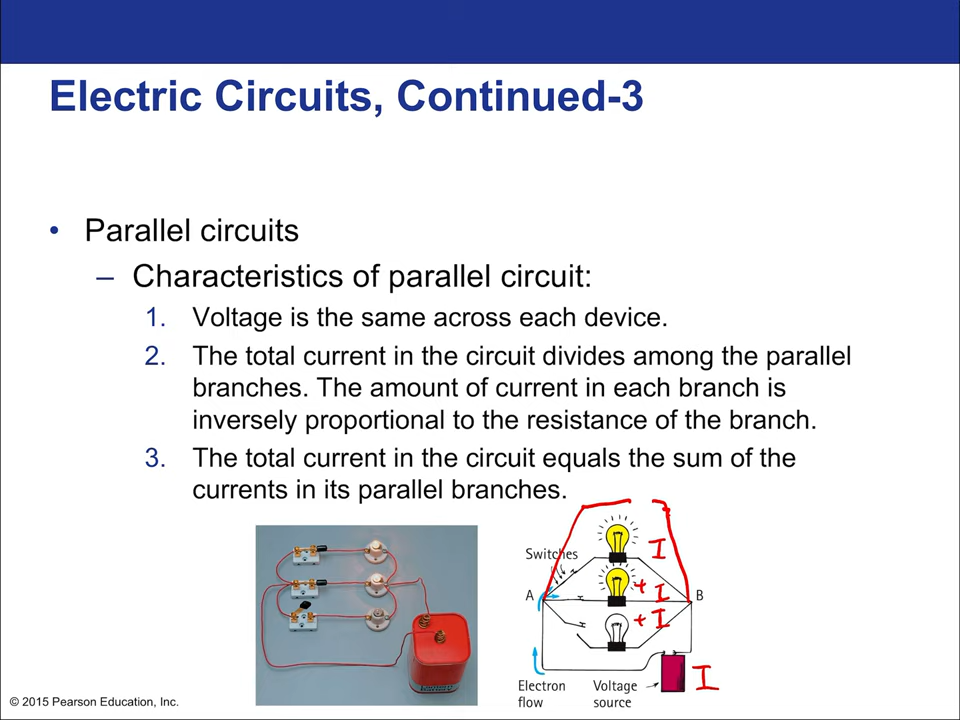 Electric Circuits, Continued-3
• Parallel circuits
– Characteristics of parallel circuit:
1. Voltage is the same across each device.
2. The total current in the circuit divides among the parallel
branches. The amount of current in each branch is
inversely proportional to the resistance of the branch.
3. The total current in the circuit equals the sum of the
currents in its parallel branches.
Switches
I
A
+ I
B
+ I
I
Electron
flow
Voltage
source
© 2015 Pearson Education, Inc.